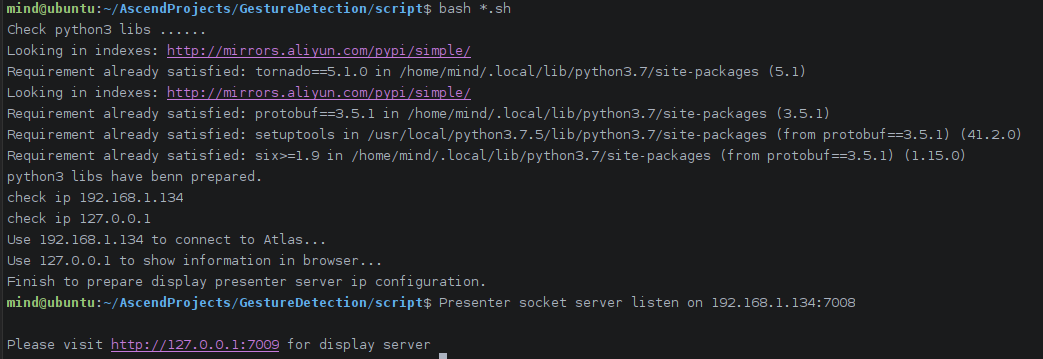 mind@ubuntu:~/AscendProjects/GestureDetection/script$ bash *.sh
Check python3 libs ......
Looking in indexes: http://mirrors.aliyun.com/pypi/simple/
Requirement already satisfied: tornado==5.1.0 in /home/mind/.local/lib/python3.7/site-packages (5.1)
Looking in indexes: http://mirrors.aliyun.com/pypi/simple/
Requirement already satisfied: protobuf==3.5.1 in /home/mind/.local/lib/python3.7/site-packages (3.5.1)
Requirement already satisfied: setuptools in /usr/local/python3.7.5/lib/python3.7/site-packages (from protobuf==3.5.1) (41.2.0)
Requirement already satisfied: six>=1.9 in /home/mind/.local/lib/python3.7/site-packages (from protobuf==3.5.1) (1.15.0)
python3 libs have benn prepared.
check ip 192.168.1.134
check ip 127.0.0.1
Use 192.168.1.134 to connect to Atlas...
Use 127.0.0.1 to show information in browser...
Finish to prepare display presenter server ip configuration.
mind@ubuntu:~/AscendProjects/GestureDetection/script$ Presenter socket server listen on 192.168.1.134:7008
Please visit http://127.0.0.1:7009 for display server